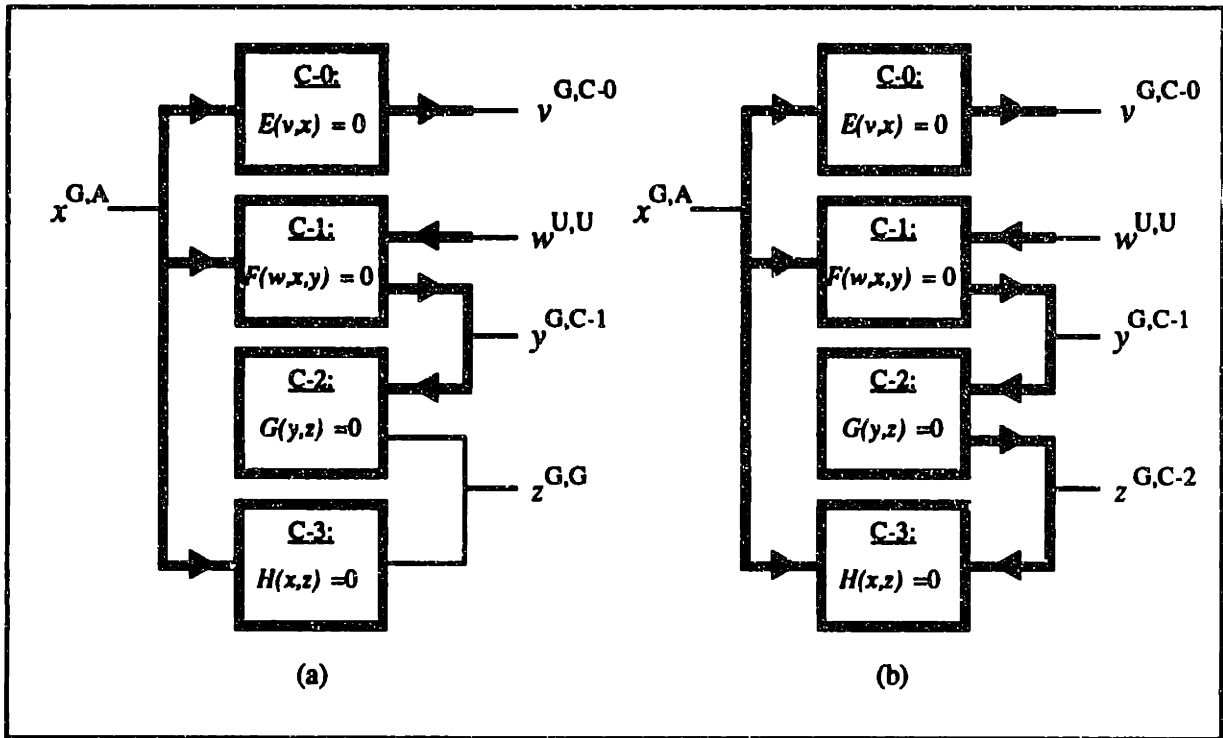 C-0:
E(v,x) = 0
v^G,C-0
x^G,A
C-1:
F(w,x,y) = 0
w^U,U
y^G,C-1
C-2:
G(y,z) =0
z^G,G
C-3:
H(x,z) =0
(a)
C-0:
E(v,x) = 0
v^G,C-0
x^G,A
C-1:
F(w,x,y) = 0
w^U,U
y^G,C-1
C-2:
G(y,z) =0
z^G,C-2
C-3:
H(x,z) =0
(b)